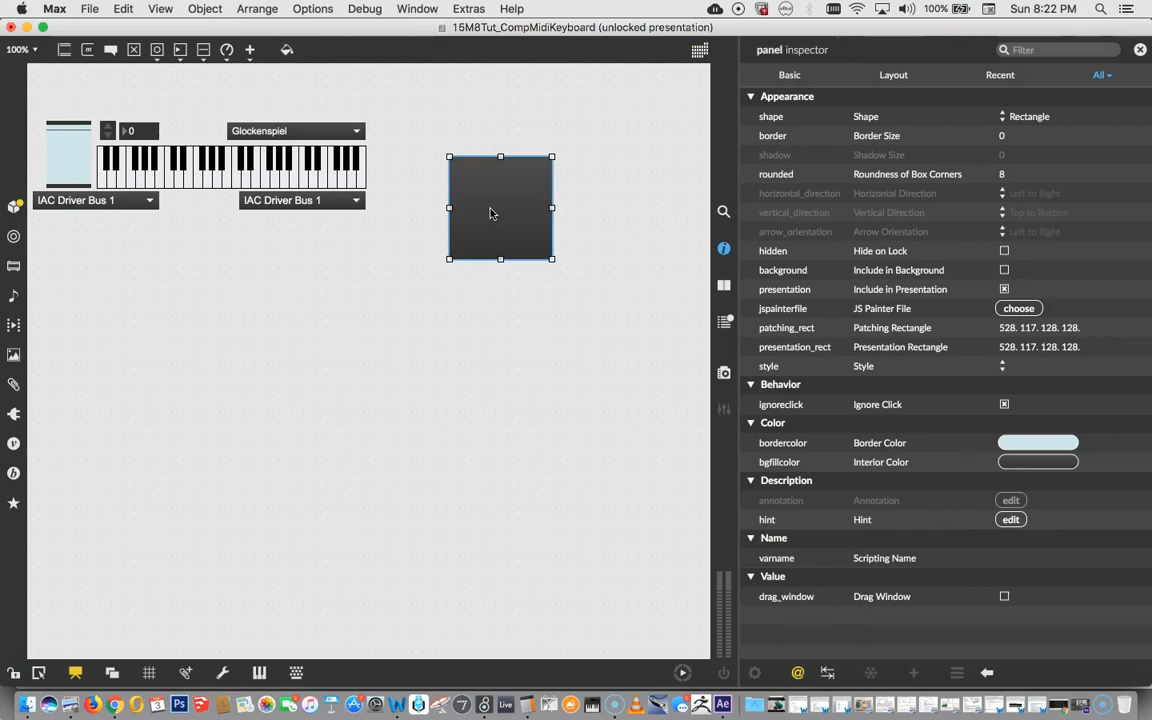 Max File Edit View Object Arrange Options Debug Window Extras Help 100% Sun 8:22 PM
15M8Tut_CompMidiKeyboard (unlocked presentation)
100%
panel inspector
Filter
Basic Layout Recent All
Appearance
shape Shape Rectangle
border Border Size 0
shadow Shadow Size 0
rounded Roundness of Box Corners 8
horizontal_direction Horizontal Direction Left to Right
vertical_direction Vertical Direction Top to Bottom
arrow_orientation Arrow Orientation Left to Right
hidden Hide on Lock
background Include in Background
presentation Include in Presentation
jspainterfile JS Painter File choose
patching_rect Patching Rectangle 528. 117. 128. 128.
presentation_rect Presentation Rectangle 528. 117. 128. 128.
style Style
Behavior
ignoreclick Ignore Click
Color
bordercolor Border Color
bgfillcolor Interior Color
Description
annotation Annotation edit
hint Hint edit
Name
varname Scripting Name
Value
drag_window Drag Window
0
Glockenspiel
IAC Driver Bus 1
IAC Driver Bus 1
Live
Ae